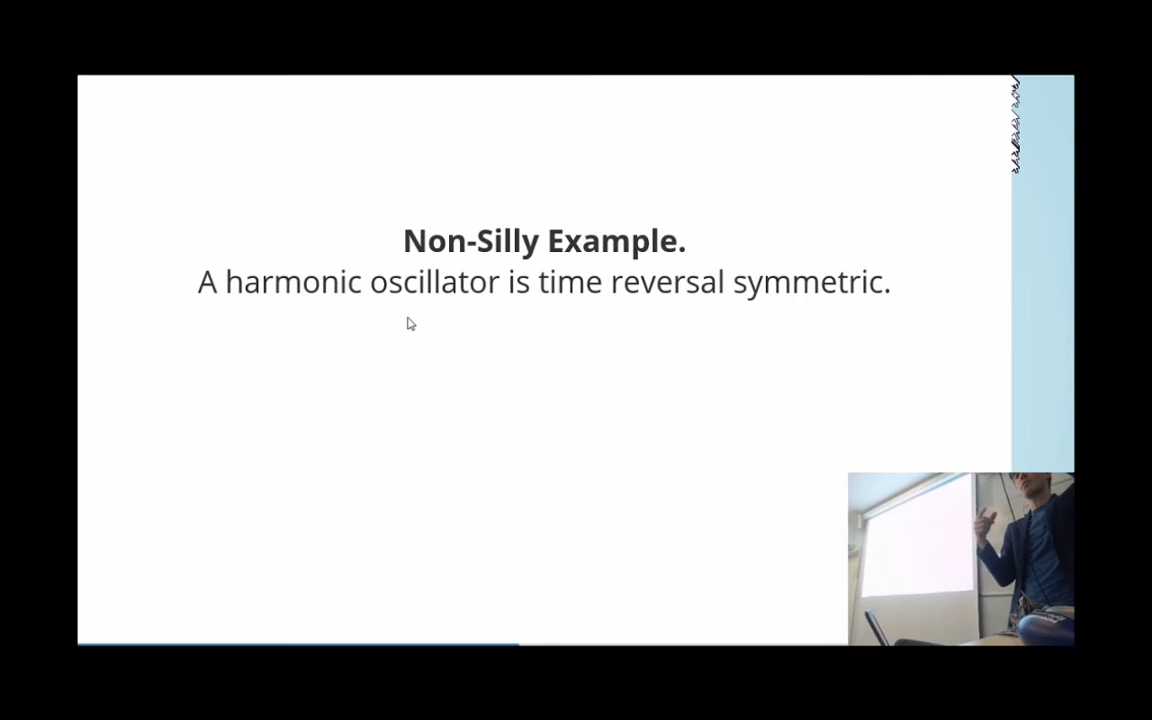 Non-Silly Example.
A harmonic oscillator is time reversal symmetric.